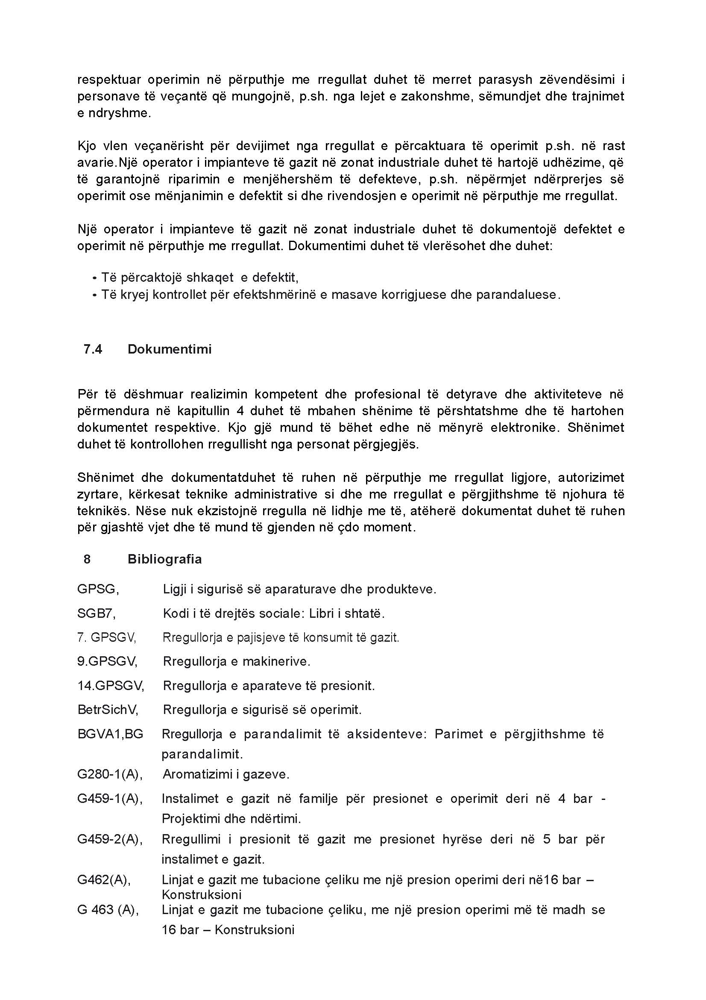 respektuar operimin në përputhje me rregullat duhet të merret parasysh zëvendësimi i
personave të veçantë që mungojnë, p.sh. nga lejet e zakonshme, sëmundjet dhe trajnimet
e ndryshme.
Kjo vlen veçanërisht për devijimet nga rregullat e përcaktuara të operimit p.sh. në rast
avarie.Një operator i impianteve të gazit në zonat industriale duhet të hartojë udhëzime, që
të garantojnë riparimin e menjëhershëm të defekteve, p.sh. nëpërmjet ndërprerjes së
operimit ose mënjanimin e defektit si dhe rivendosjen e operimit në përputhje me rregullat.
Një operator i impianteve të gazit në zonat industriale duhet të dokumentojë defektet e
operimit në përputhje me rregullat. Dokumentimi duhet të vlerësohet dhe duhet:
• Të përcaktojë shkaqet e defektit,
• Të kryej kontrollet për efektshmërinë e masave korrigjuese dhe parandaluese.
7.4 Dokumentimi
Për të dëshmuar realizimin kompetent dhe profesional të detyrave dhe aktiviteteve në
përmendura në kapitullin 4 duhet të mbahen shënime të përshtatshme dhe të hartohen
dokumentet respektive. Kjo gjë mund të bëhet edhe në mënyrë elektronike. Shënimet
duhet të kontrollohen rregullisht nga personat përgjegjës.
Shënimet dhe dokumentatduhet të ruhen në përputhje me rregullat ligjore, autorizimet
zyrtare, kërkesat teknike administrative si dhe me rregullat e përgjithshme të njohura të
teknikës. Nëse nuk ekzistojnë rregulla në lidhje me të, atëherë dokumentat duhet të ruhen
për gjashtë vjet dhe të mund të gjenden në çdo moment.
8 Bibliografia
GPSG, Ligji i sigurisë së aparaturave dhe produkteve.
SGB7, Kodi i të drejtës sociale: Libri i shtatë.
7. GPSGV, Rregullorja e pajisjeve të konsumit të gazit.
9.GPSGV, Rregullorja e makinerive.
14.GPSGV, Rregullorja e aparateve të presionit.
BetrSichV, Rregullorja e sigurisë së operimit.
BGVA1,BG Rregullorja e parandalimit të aksidenteve: Parimet e përgjithshme të
parandalimit.
G280-1(A), Aromatizimi i gazeve.
G459-1(A), Instalimet e gazit në familje për presionet e operimit deri në 4 bar -
Projektimi dhe ndërtimi.
G459-2(A), Rregullimi i presionit të gazit me presionet hyrëse deri në 5 bar për
instalimet e gazit.
G462(A), Linjat e gazit me tubacione çeliku me një presion operimi deri në16 bar –
Konstruksioni
G 463 (A), Linjat e gazit me tubacione çeliku, me një presion operimi më të madh se
16 bar – Konstruksioni